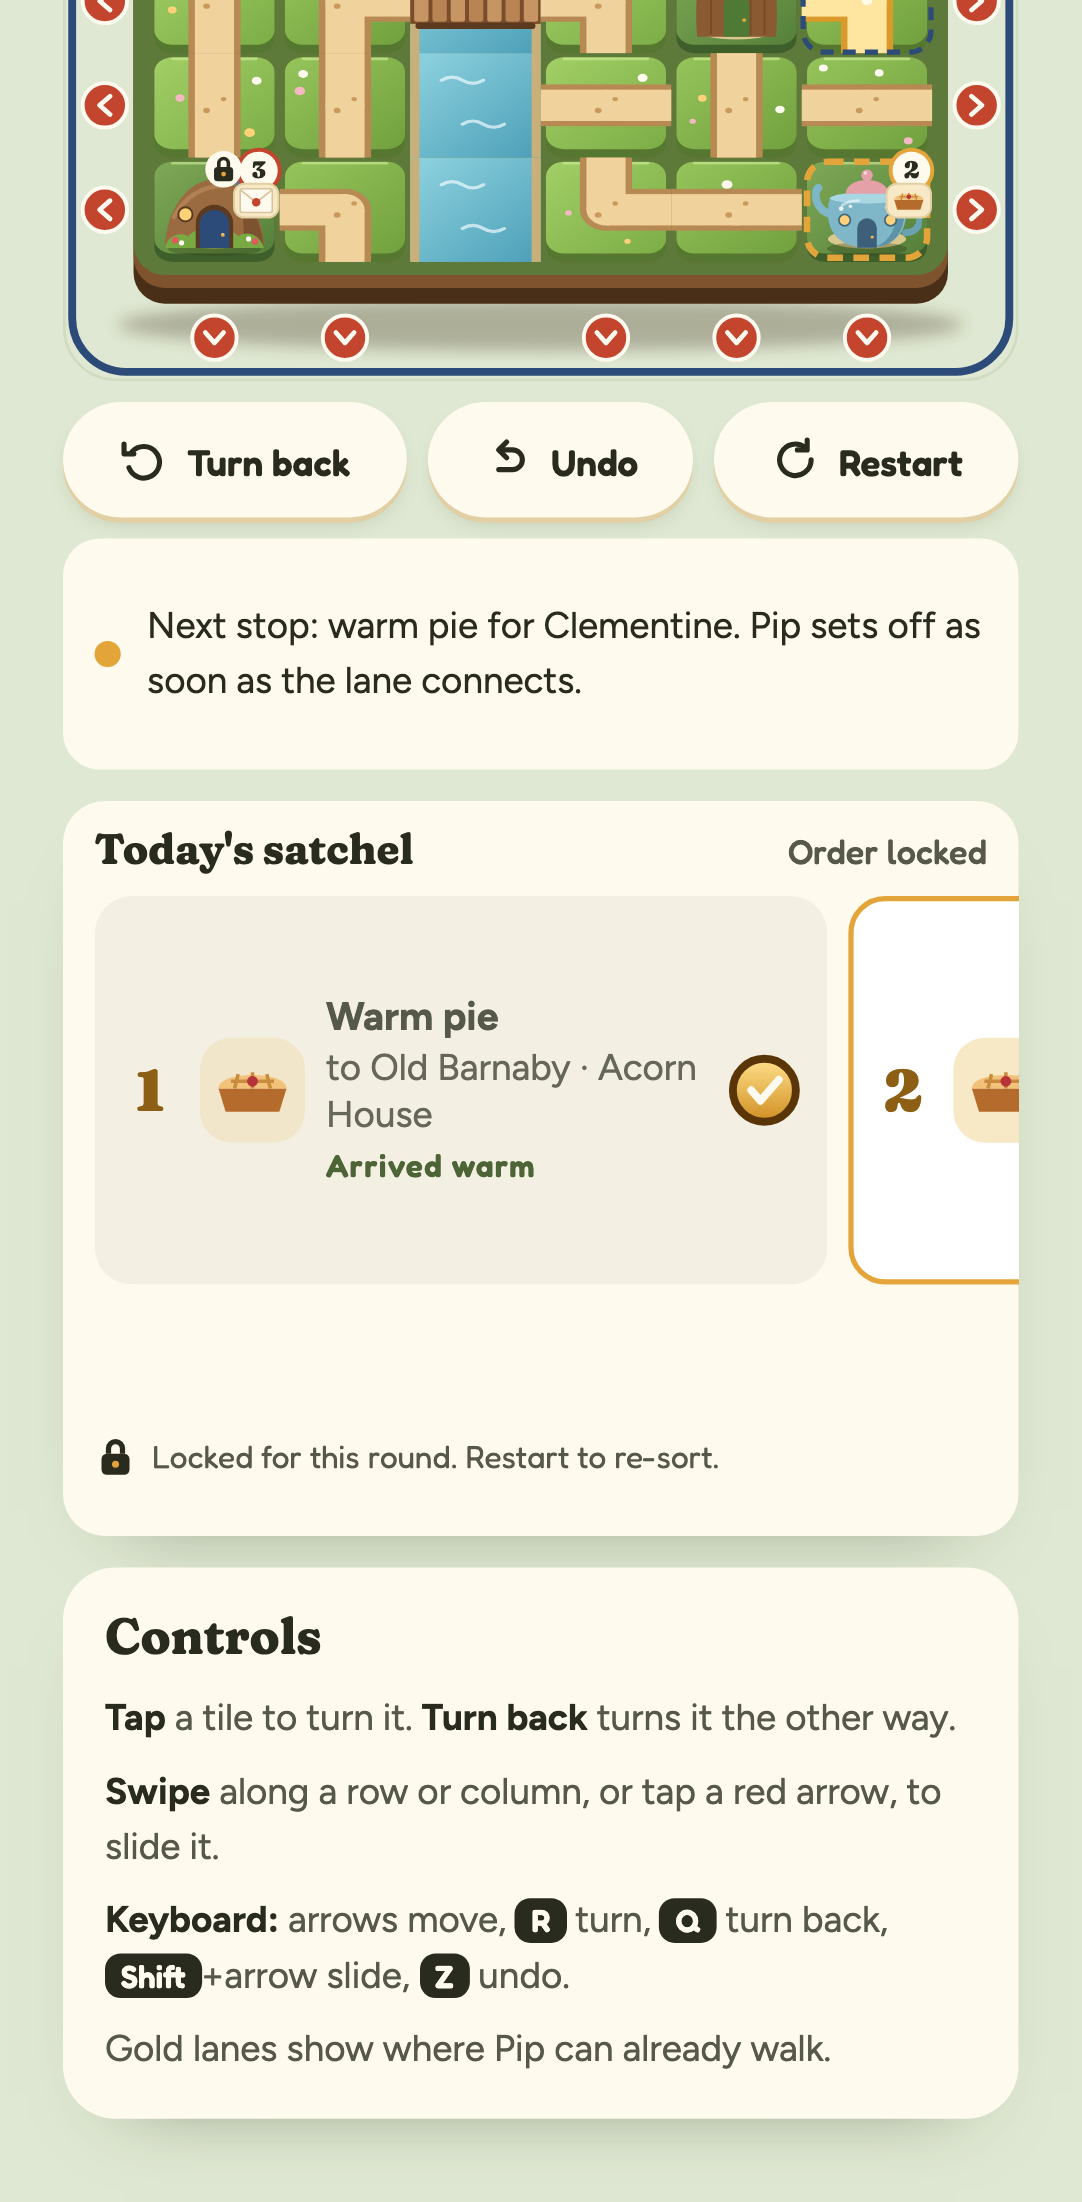 3
2
Turn back
Undo
Restart
Next stop: warm pie for Clementine. Pip sets off as
soon as the lane connects.
Today's satchel
Order locked
1
Warm pie
to Old Barnaby · Acorn
House
Arrived warm
2
Locked for this round. Restart to re-sort.
Controls
Tap a tile to turn it. Turn back turns it the other way.
Swipe along a row or column, or tap a red arrow, to
slide it.
Keyboard: arrows move, R turn, Q turn back,
Shift+arrow slide, Z undo.
Gold lanes show where Pip can already walk.